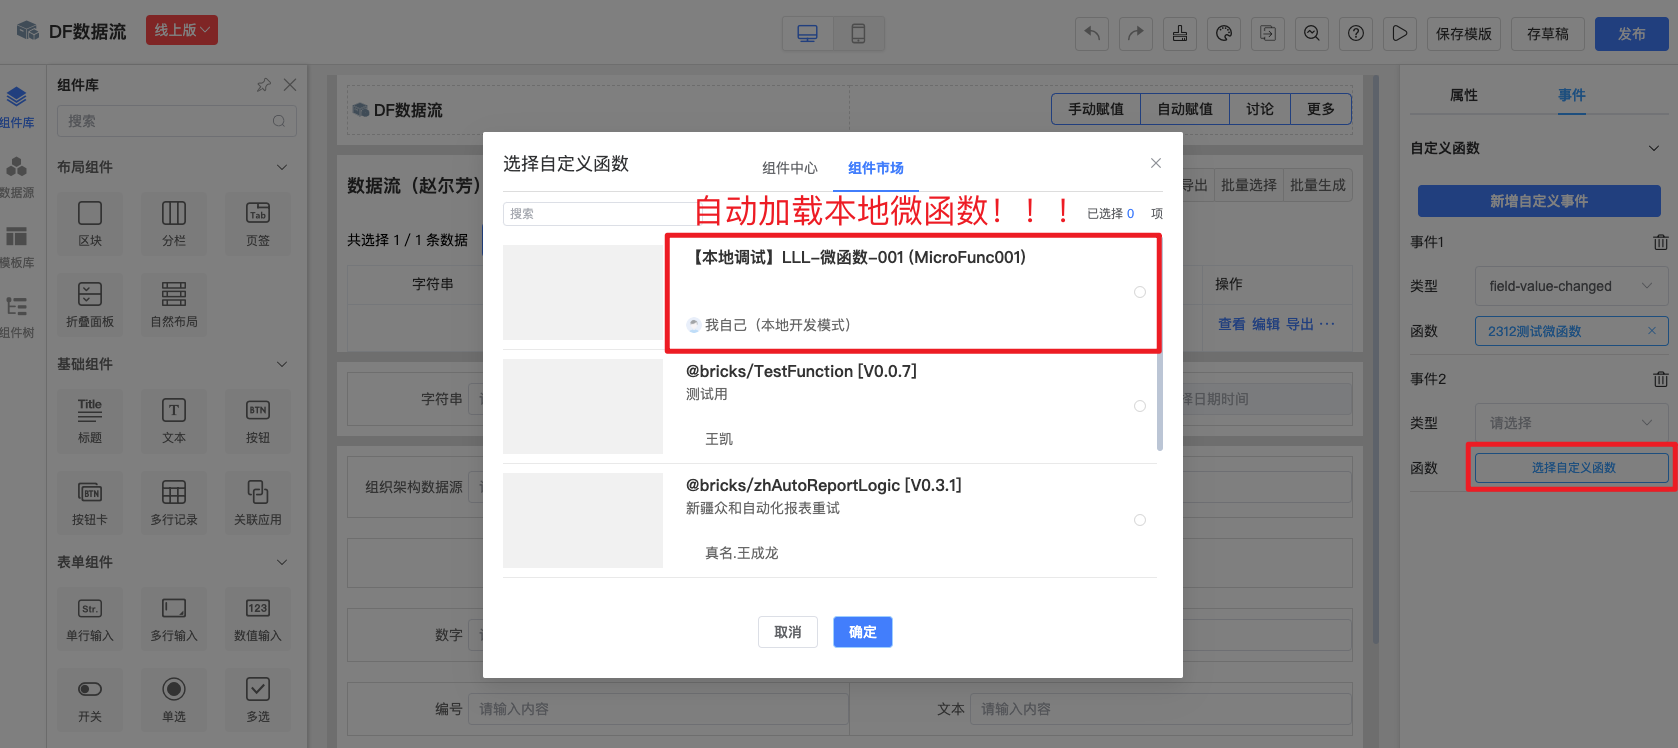 DF数据流
线上版
保存模版
存草稿
发布
组件库
数据源
模板库
组件树
组件库
搜索
布局组件
区块
分栏
Tab
页签
折叠面板
自然布局
基础组件
Title
标题
T
文本
BTN
按钮
BTN
按钮卡
多行记录
关联应用
表单组件
Str.
单行输入
多行输入
123
数值输入
开关
单选
多选
DF数据流
手动赋值
自动赋值
讨论
更多
数据流（赵尔芳）
导出
批量选择
批量生成
共选择 1 / 1 条数据
字符串
操作
查看 编辑 导出 ···
字符串
择日期时间
组织架构数据源
数字
编号
请输入内容
文本
请输入内容
选择自定义函数
组件中心
组件市场
搜索
自动加载本地微函数！！！
已选择 0 项
【本地调试】LLL-微函数-001 (MicroFunc001)
我自己（本地开发模式）
@bricks/TestFunction [V0.0.7]
测试用
王凯
@bricks/zhAutoReportLogic [V0.3.1]
新疆众和自动化报表重试
真名.王成龙
取消
确定
属性
事件
自定义函数
新增自定义事件
事件1
类型
field-value-changed
函数
2312测试微函数
事件2
类型
请选择
函数
选择自定义函数